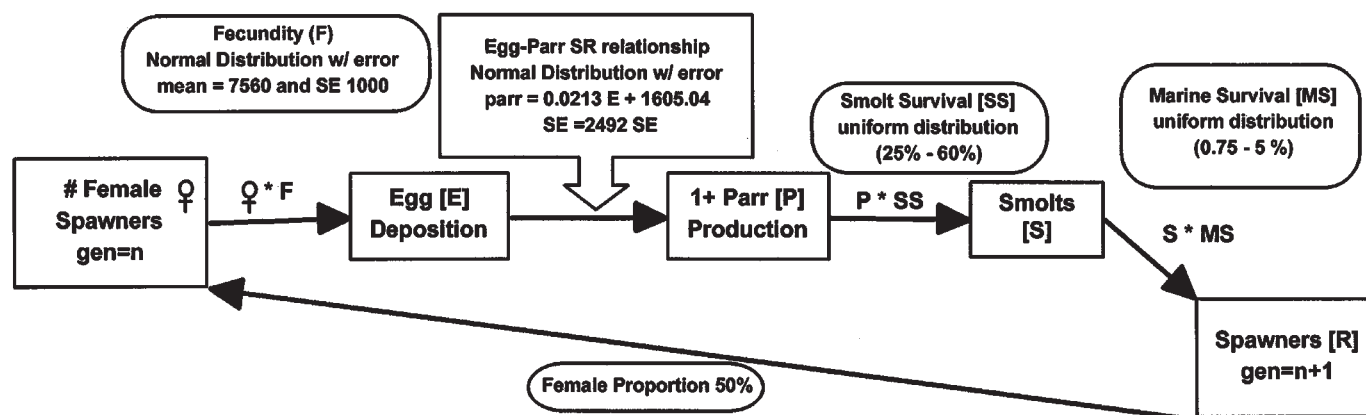 Fecundity (F)
Normal Distribution w/ error
mean = 7560 and SE 1000
Egg-Parr SR relationship
Normal Distribution w/ error
parr = 0.0213 E + 1605.04
SE =2492 SE
Smolt Survival [SS]
uniform distribution
(25% - 60%)
Marine Survival [MS]
uniform distribution
(0.75 - 5 %)
# Female ♀
Spawners
gen=n
♀ * F
Egg [E]
Deposition
1+ Parr [P]
Production
P * SS
Smolts
[S]
S * MS
Spawners [R]
gen=n+1
Female Proportion 50%